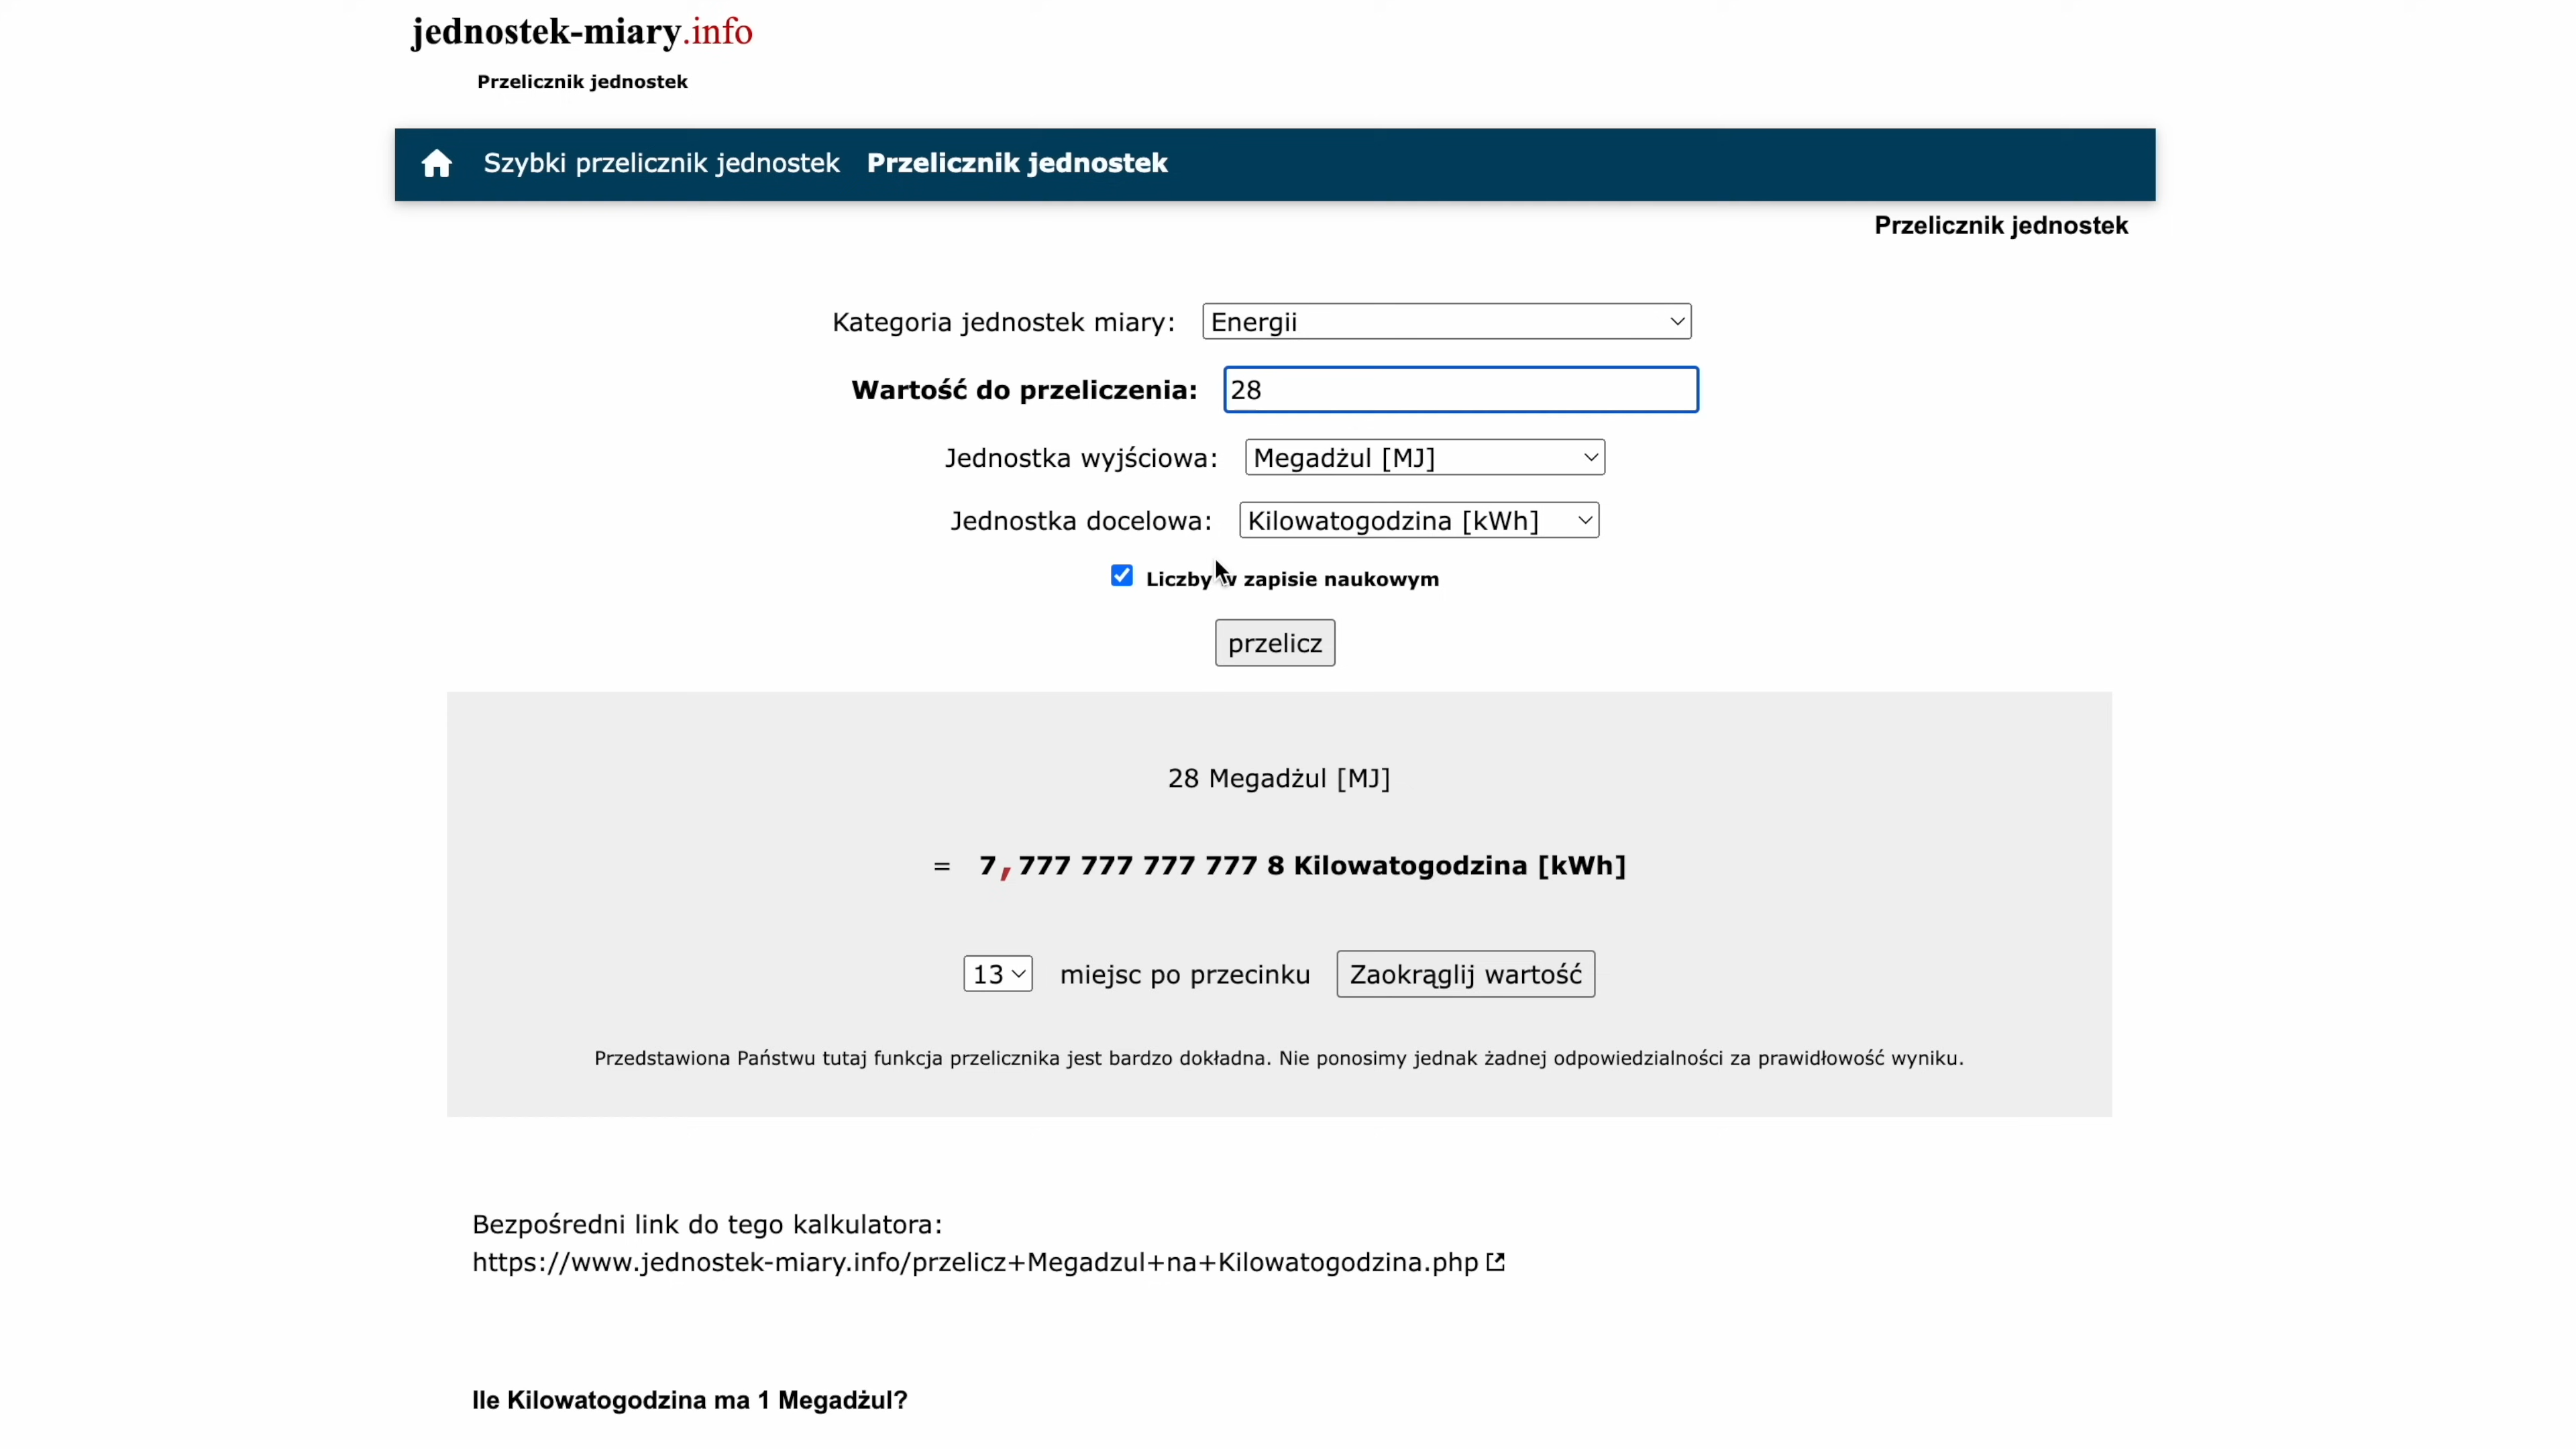 jednostek-miary.info
Przelicznik jednostek
Szybki przelicznik jednostek Przelicznik jednostek
Przelicznik jednostek
Kategoria jednostek miary: Energii
Wartość do przeliczenia: 28
Jednostka wyjściowa: Megadżul [MJ]
Jednostka docelowa: Kilowatogodzina [kWh]
Liczby w zapisie naukowym
przelicz
28 Megadżul [MJ]
= 7,777 777 777 777 8 Kilowatogodzina [kWh]
13 miejsc po przecinku Zaokrąglij wartość
Przedstawiona Państwu tutaj funkcja przelicznika jest bardzo dokładna. Nie ponosimy jednak żadnej odpowiedzialności za prawidłowość wyniku.
Bezpośredni link do tego kalkulatora:
https://www.jednostek-miary.info/przelicz+Megadzul+na+Kilowatogodzina.php
Ile Kilowatogodzina ma 1 Megadżul?